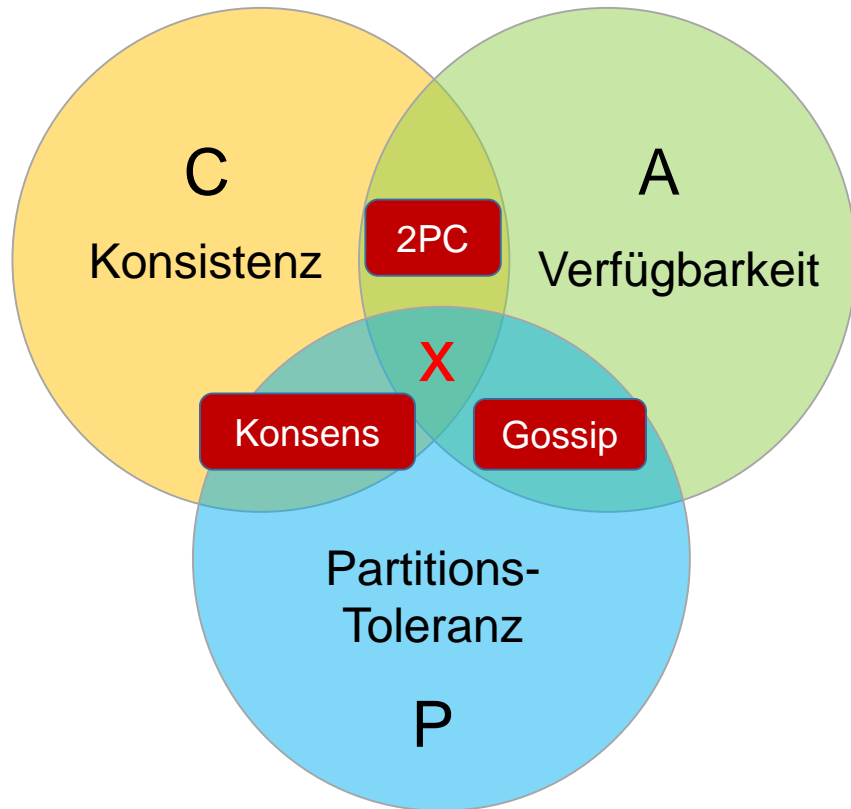 C
Konsistenz
A
Verfügbarkeit
2PC
X
Konsens
Gossip
Partitions-
Toleranz
P